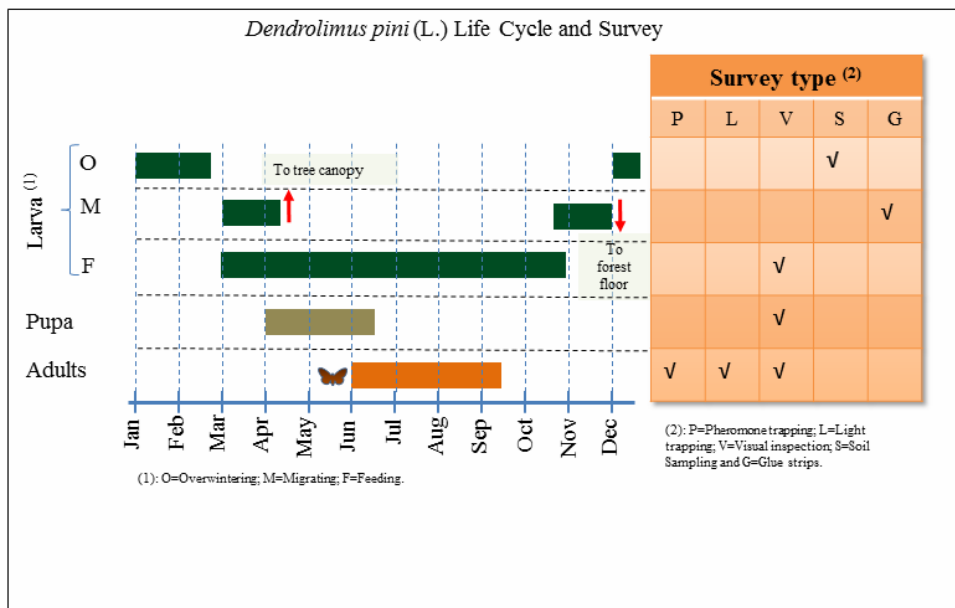 Dendrolimus pini (L.) Life Cycle and Survey
Survey type (2)
P L V S G
Larva (1)
O
To tree canopy
√
M
√
F
To
forest
floor
√
Pupa
√
Adults
√ √ √
Jan Feb Mar Apr May Jun Jul Aug Sep Oct Nov Dec
(1): O=Overwintering; M=Migrating; F=Feeding.
(2): P=Pheromone trapping; L=Light
trapping; V=Visual inspection; S=Soil
Sampling and G=Glue strips.